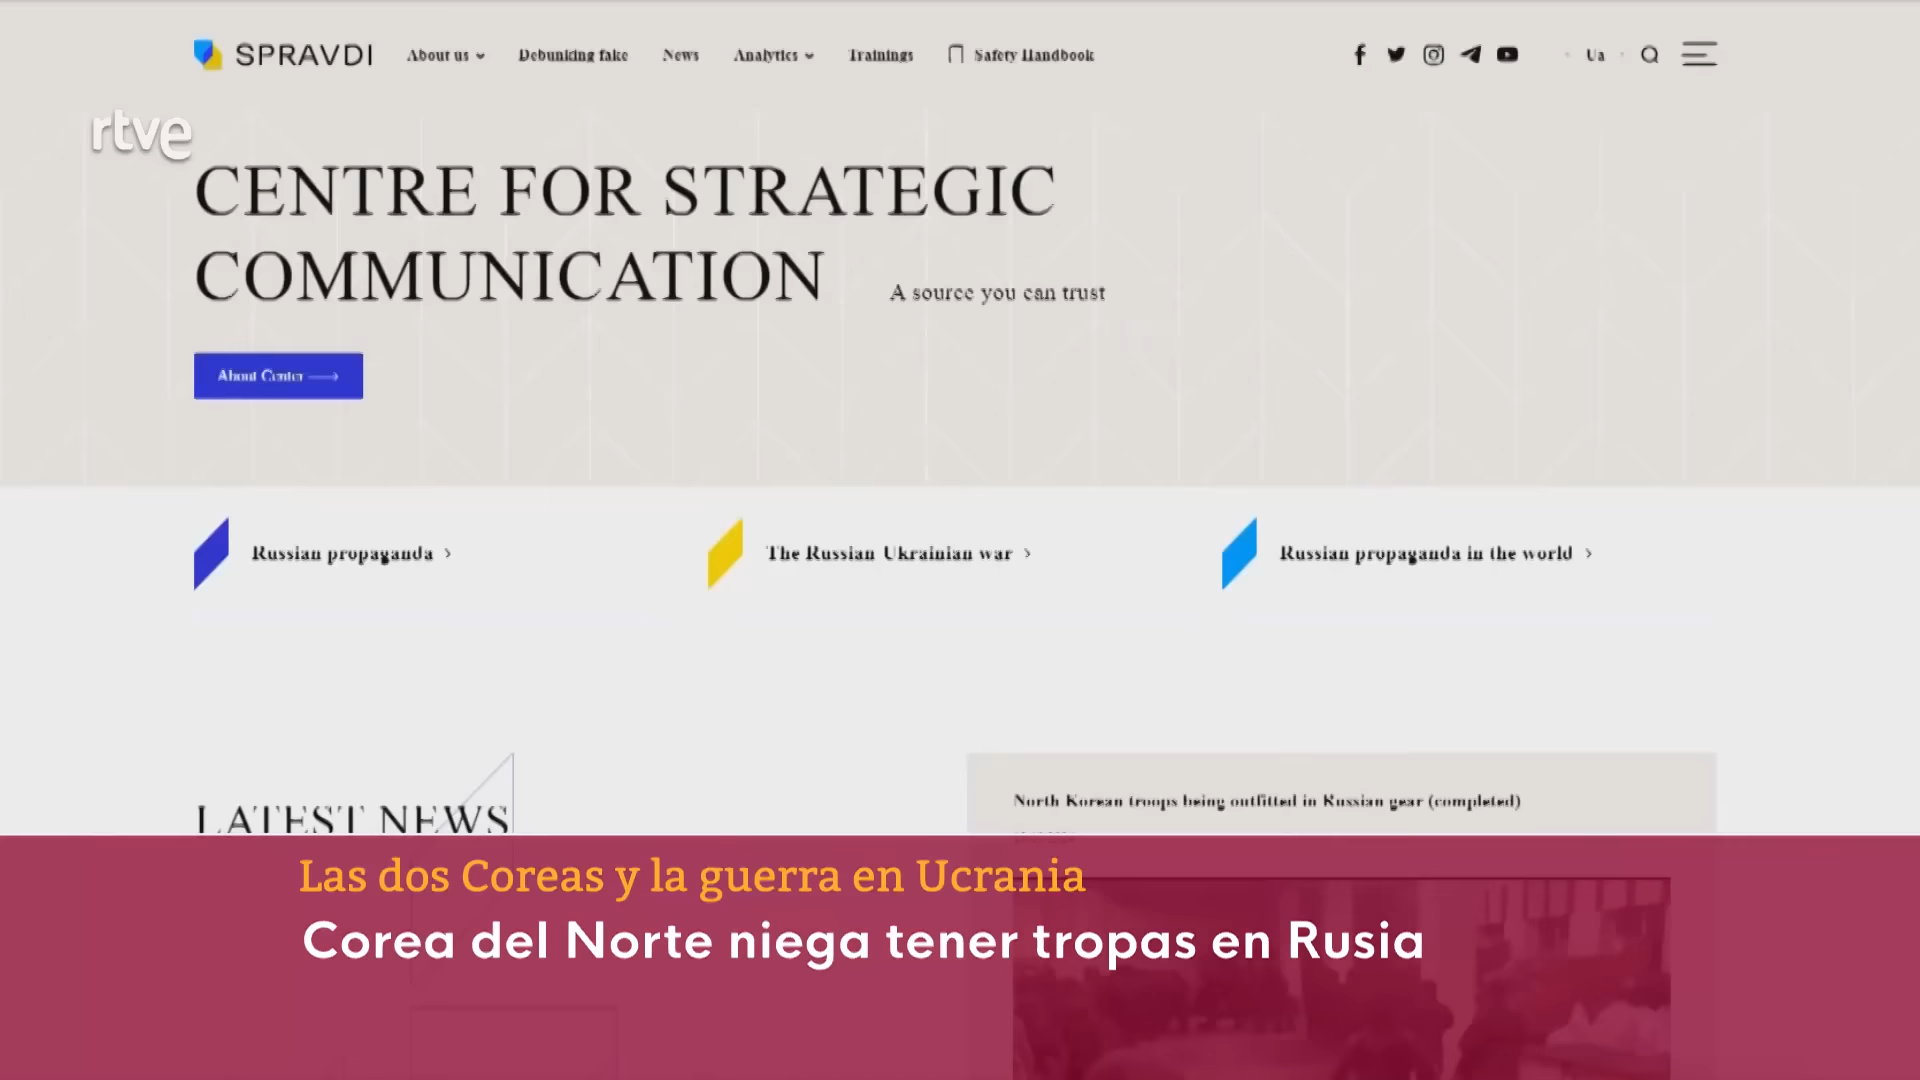 SPRAVDI
About us
Debunking fake
News
Analytics
Trainings
Safety Handbook
Ua
rtve
CENTRE FOR STRATEGIC
COMMUNICATION
A source you can trust
About Center
Russian propaganda
The Russian Ukrainian war
Russian propaganda in the world
LATEST NEWS
North Korean troops being outfitted in Russian gear (completed)
Las dos Coreas y la guerra en Ucrania
Corea del Norte niega tener tropas en Rusia